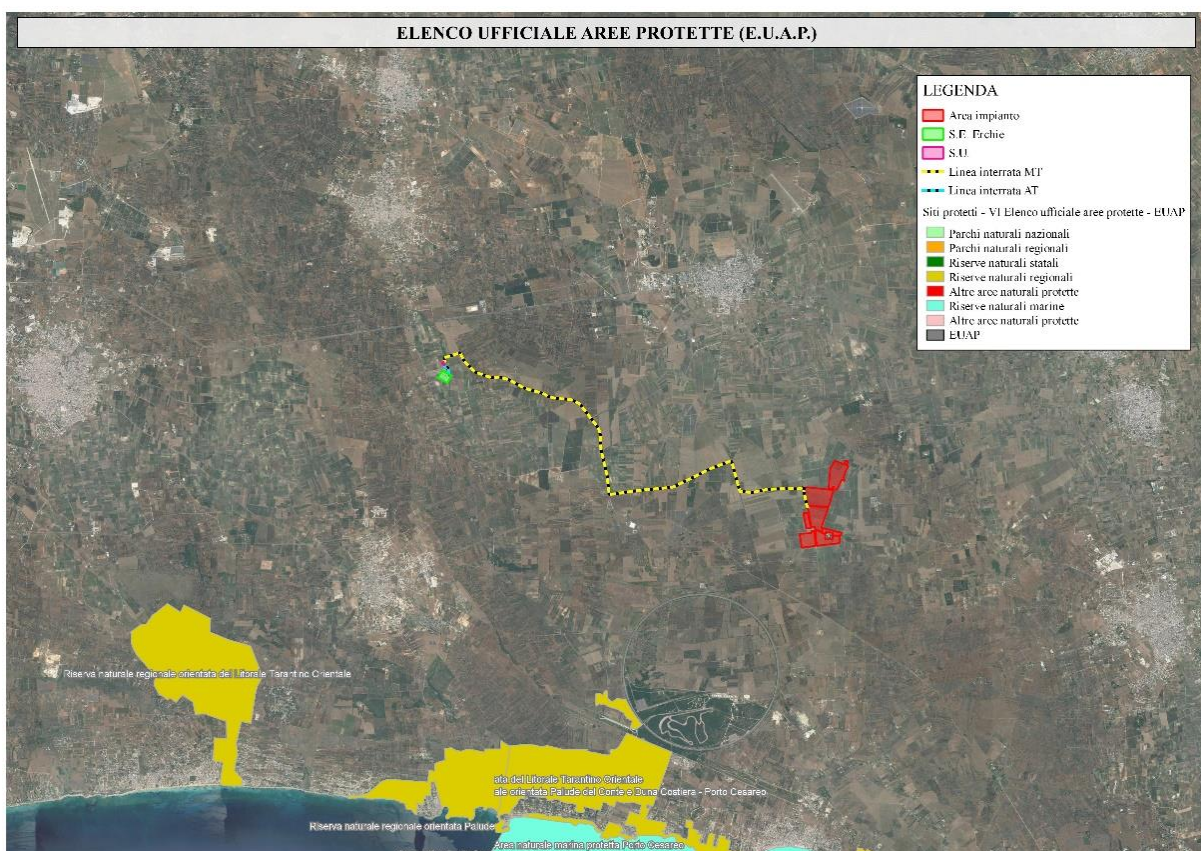 ELENCO UFFICIALE AREE PROTETTE (E.U.A.P.)
LEGENDA
Area impianto
S.E. Erchie
S.U.
Linea interrata MT
Linea interrata AT
Siti protetti - VI Elenco ufficiale aree protette - EUAP
Parchi naturali nazionali
Parchi naturali regionali
Riserve naturali statali
Riserve naturali regionali
Altre aree naturali protette
Riserve naturali marine
Altre aree naturali protette
EUAP
Riserva naturale regionale orientata del Litorale Tarantino Orientale
ata del Litorale Tarantino Orientale
ale orientata Palude del Conte e Duna Costiera - Porto Cesareo
Riserva naturale regionale orientata Palude
Area naturale marina protetta Porto Cesareo